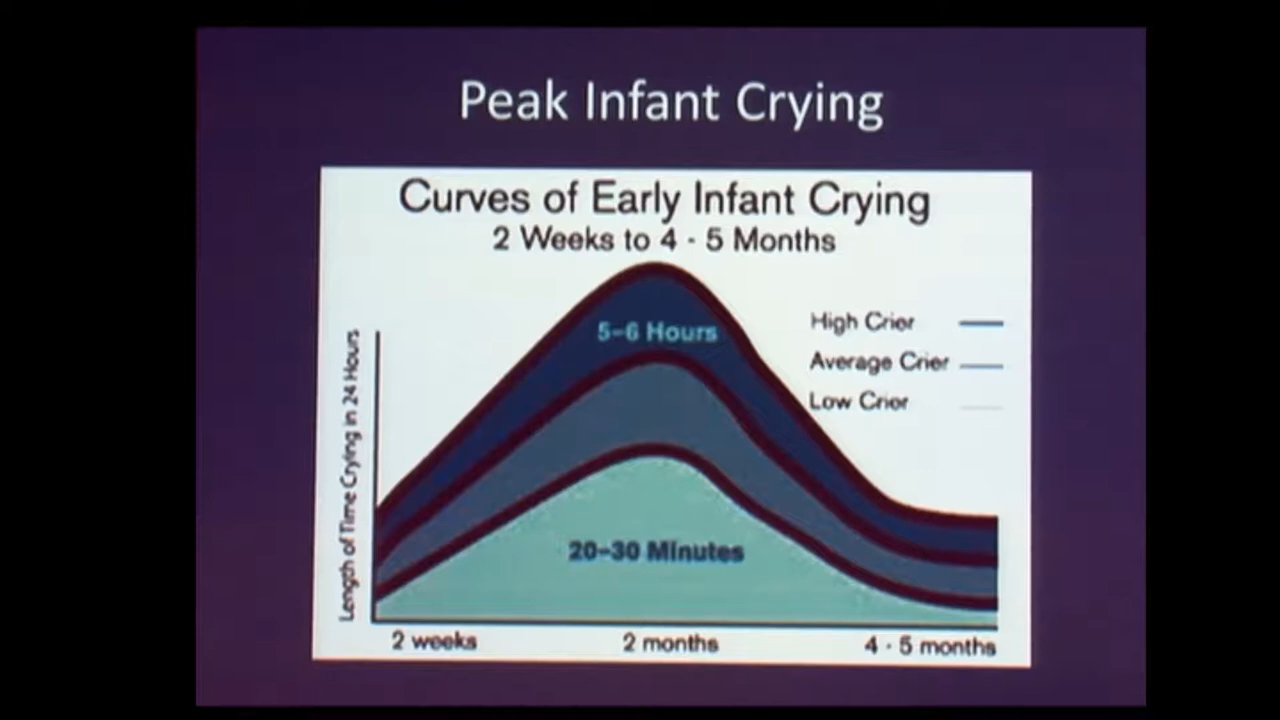 Peak Infant Crying
Curves of Early Infant Crying
2 Weeks to 4 - 5 Months
5-6 Hours
High Crier
Average Crier
Low Crier
Length of Time Crying in 24 Hours
20-30 Minutes
2 weeks
2 months
4 - 5 months